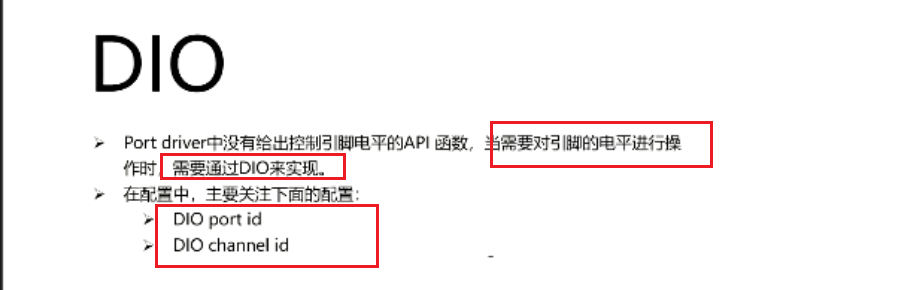 DIO
Port driver中没有给出控制引脚电平的API 函数，当需要对引脚的电平进行操
作时，需要通过DIO来实现。
在配置中，主要关注下面的配置：
DIO port id
DIO channel id